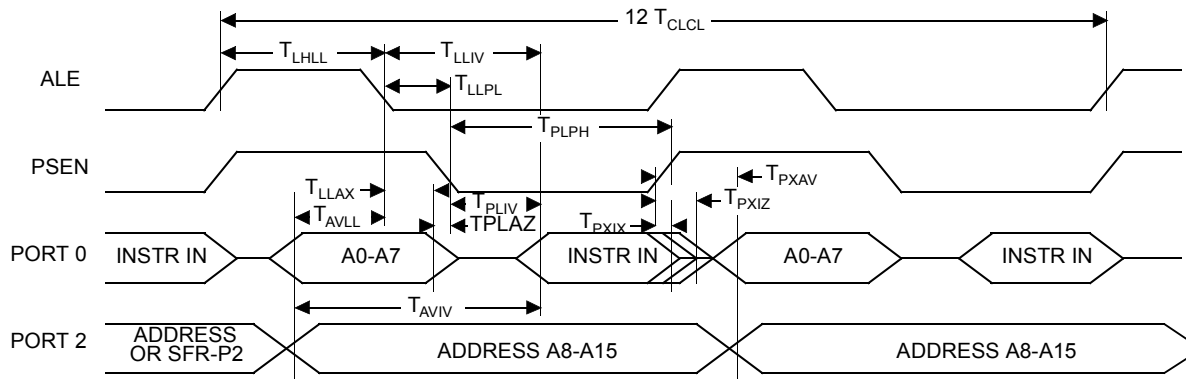 12 TCLCL
TLHLL
TLLIV
ALE
TLLPL
TPLPH
PSEN
TPXAV
TLLAX
TPXIZ
TPLIV
TAVLL
TPLAZ
TPXIX
PORT 0
INSTR IN
A0-A7
INSTR IN
A0-A7
INSTR IN
TAVIV
PORT 2
ADDRESS
OR SFR-P2
ADDRESS A8-A15
ADDRESS A8-A15